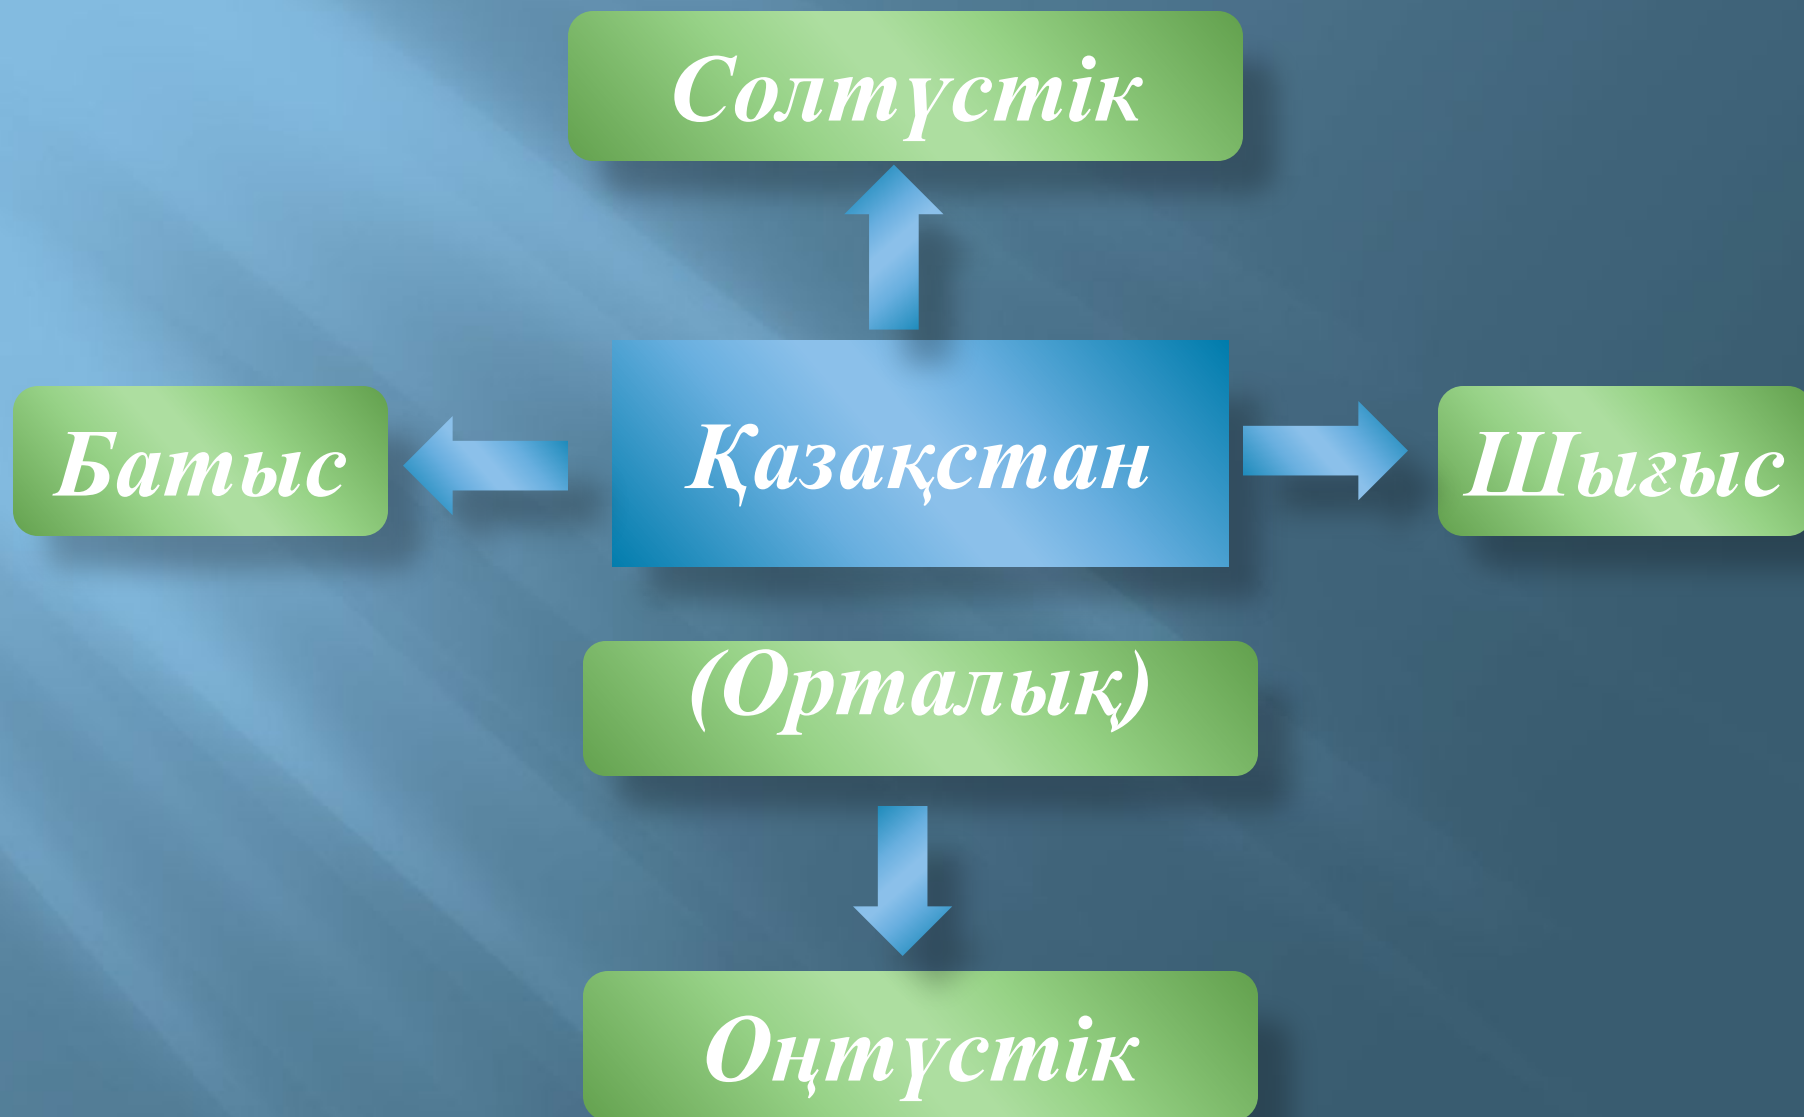 Солтүстік
Батыс
Қазақстан
Шығыс
(Орталық)
Оңтүстік